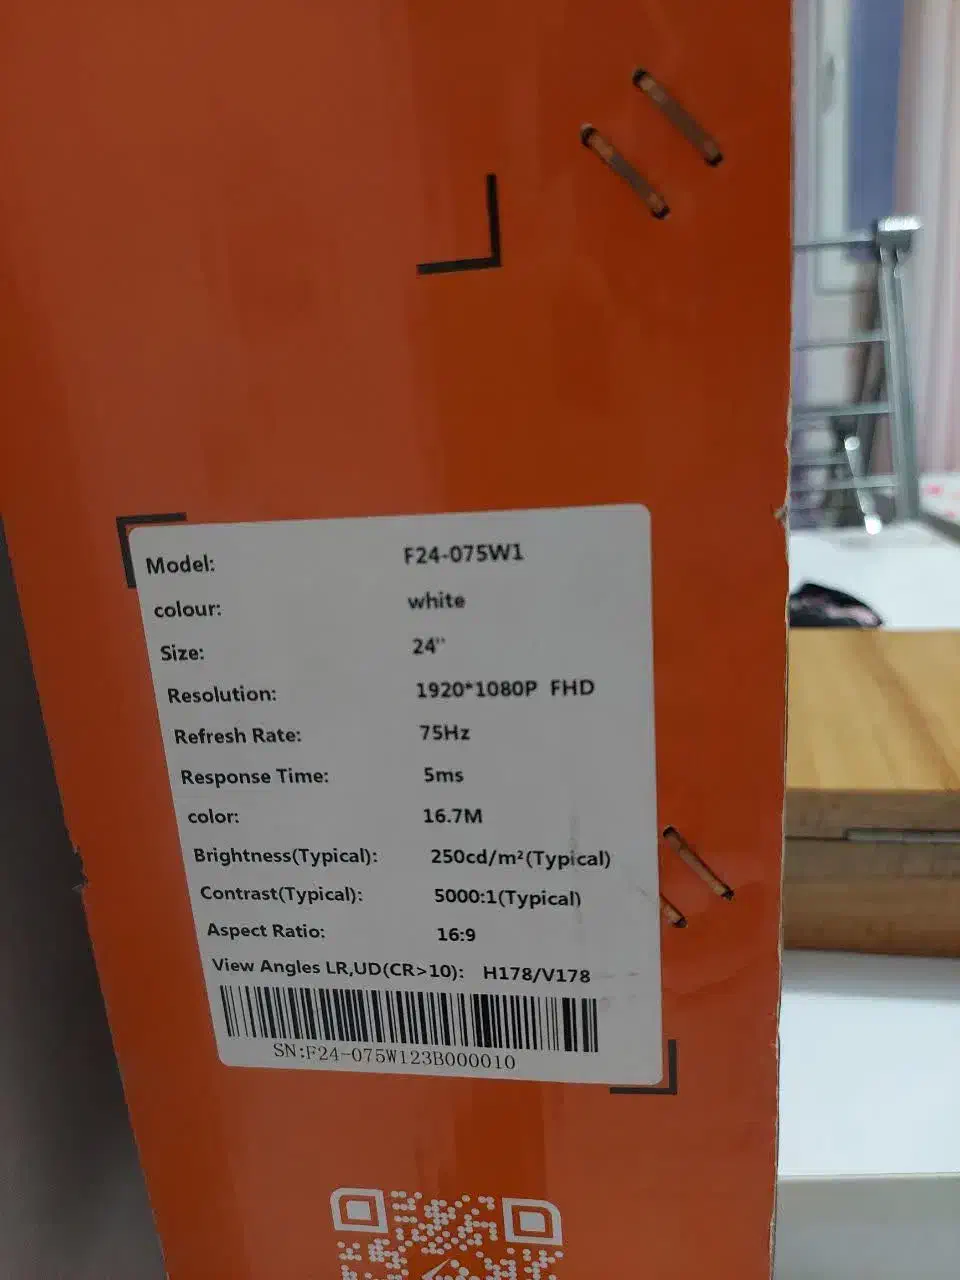 Model: F24-075W1
colour: white
Size: 24"
Resolution: 1920*1080P FHD
Refresh Rate: 75Hz
Response Time: 5ms
color: 16.7M
Brightness(Typical): 250cd/m²(Typical)
Contrast(Typical): 5000:1(Typical)
Aspect Ratio: 16:9
View Angles LR,UD(CR>10): H178/V178
SN:F24-075W123B000010